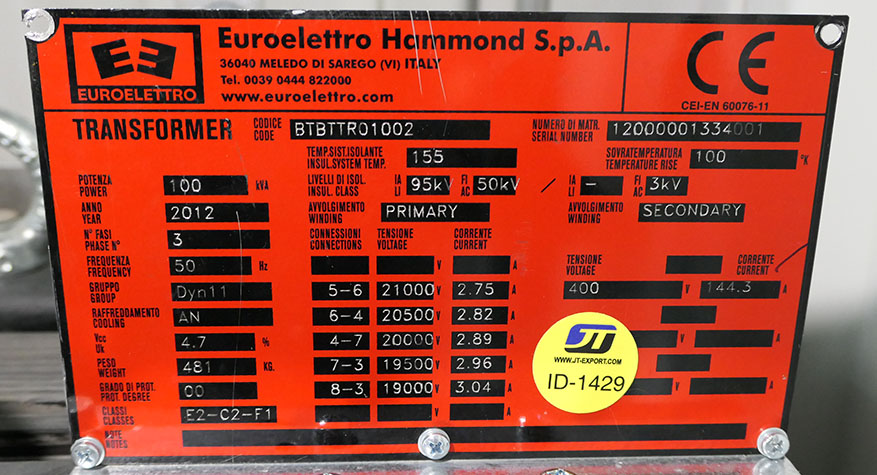 EUROELETTRO
Euroelettro Hammond S.p.A.
36040 MELEDO DI SAREGO (VI) ITALY
Tel. 0039 0444 822000
www.euroelettro.com
CE
CEI-EN 60076-11
TRANSFORMER
CODICE
CODE
BTBTTR01002
NUMERO DI MATR.
SERIAL NUMBER
12000001334001
TEMP.SIST.ISOLANTE
INSUL.SYSTEM TEMP.
155
SOVRATEMPERATURA
TEMPERATURE RISE
100 °K
POTENZA
POWER
100 kVA
LIVELLI DI ISOL.
INSUL. CLASS
IA
LI
95kV
FI
AC
50kV
/
IA
LI
-
FI
AC
3kV
ANNO
YEAR
2012
AVVOLGIMENTO
WINDING
PRIMARY
AVVOLGIMENTO
WINDING
SECONDARY
N° FASI
PHASE N°
3
CONNESSIONI
CONNECTIONS
TENSIONE
VOLTAGE
CORRENTE
CURRENT
TENSIONE
VOLTAGE
CORRENTE
CURRENT
FREQUENZA
FREQUENCY
50 Hz
V A
GRUPPO
GROUP
Dyn11
5-6 21000 V 2.75 A
400 V 144.3 A
RAFFREDDAMENTO
COOLING
AN
6-4 20500 V 2.82 A
Vcc
Uk
4.7 %
4-7 20000 V 2.89 A
V A
PESO
WEIGHT
481 KG.
7-3 19500 V 2.96 A
GRADO DI PROT.
PROT. DEGREE
00
8-3 19000 V 3.04 A
V A
CLASSI
CLASSES
E2-C2-F1
V A
NOTE
NOTES
JT
WWW.JT-EXPORT.COM
ID-1429